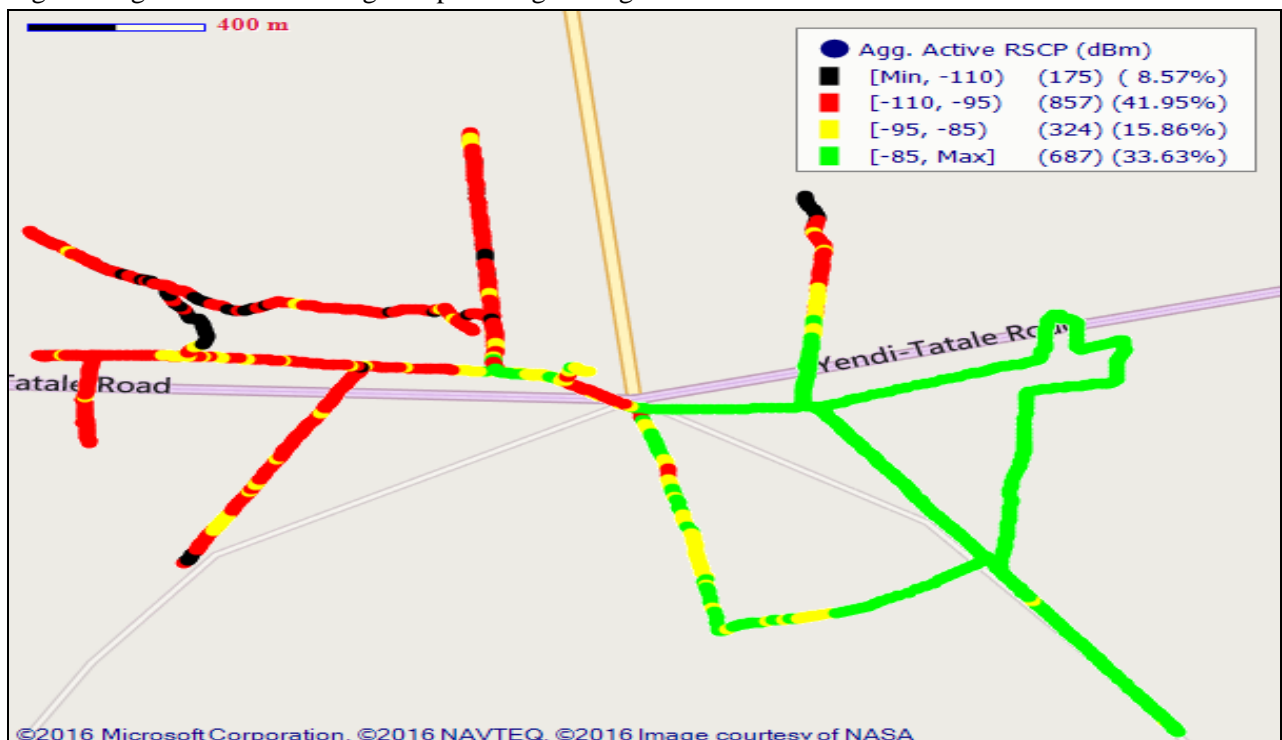 400 m
Agg. Active RSCP (dBm)
[Min, -110) (175) ( 8.57%)
[-110, -95) (857) (41.95%)
[-95, -85) (324) (15.86%)
[-85, Max] (687) (33.63%)
Yendi-Tatale Road
Tatale Road
©2016 Microsoft Corporation, ©2016 NAVTEQ, ©2016 Image courtesy of NASA